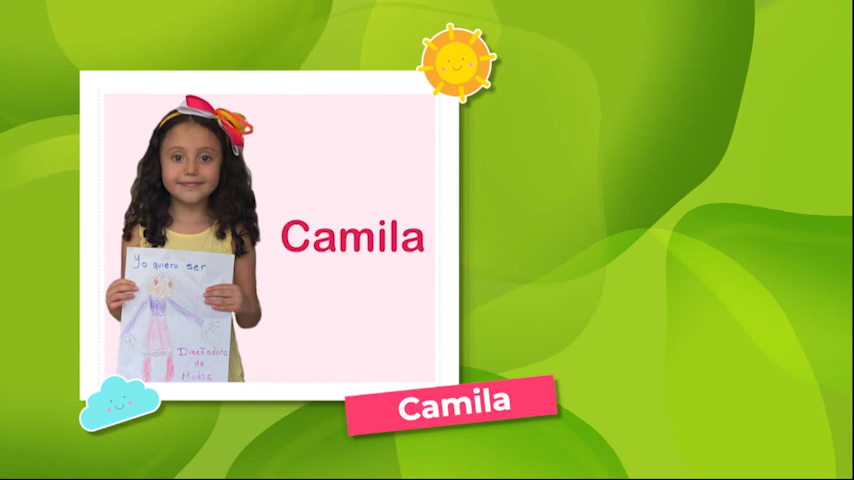 Camila
Yo quiero ser
Diseñadora
de
Modas
Camila